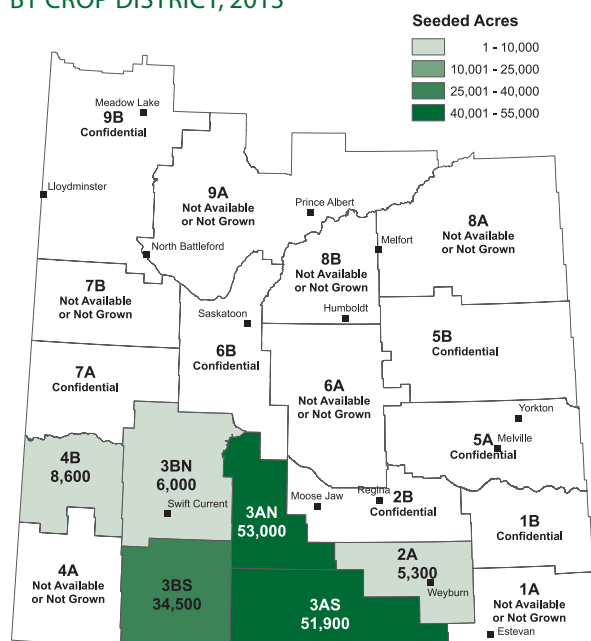 BY CROP DISTRICT, 2015
Seeded Acres
1 - 10,000
10,001 - 25,000
25,001 - 40,000
40,001 - 55,000
Meadow Lake
9B
Confidential
Lloydminster
9A
Not Available
or Not Grown
Prince Albert
North Battleford
8A
Not Available
or Not Grown
Melfort
8B
Not Available
or Not Grown
Humboldt
7B
Not Available
or Not Grown
Saskatoon
6B
Confidential
5B
Confidential
7A
Confidential
6A
Not Available
or Not Grown
Yorkton
5A
Melville
Confidential
4B
8,600
3BN
6,000
Swift Current
3AN
53,000
Moose Jaw
Regina
2B
Confidential
1B
Confidential
4A
Not Available
or Not Grown
3BS
34,500
3AS
51,900
2A
5,300
Weyburn
1A
Not Available
or Not Grown
Estevan